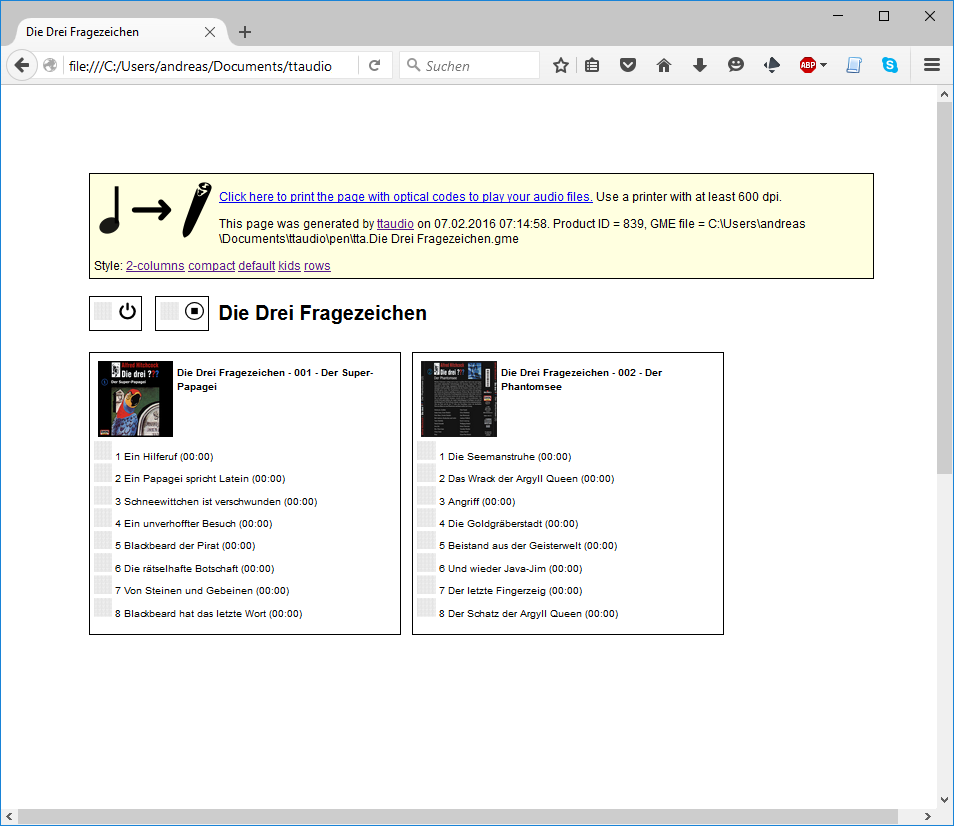 Die Drei Fragezeichen
file:///C:/Users/andreas/Documents/ttaudio
Suchen
ABP
Click here to print the page with optical codes to play your audio files. Use a printer with at least 600 dpi.
This page was generated by ttaudio on 07.02.2016 07:14:58. Product ID = 839, GME file = C:\Users\andreas
\Documents\ttaudio\pen\tta.Die Drei Fragezeichen.gme
Style: 2-columns compact default kids rows
Die Drei Fragezeichen
Die drei ???
Der Super-Papagei
Die Drei Fragezeichen - 001 - Der Super-
Papagei
1 Ein Hilferuf (00:00)
2 Ein Papagei spricht Latein (00:00)
3 Schneewittchen ist verschwunden (00:00)
4 Ein unverhoffter Besuch (00:00)
5 Blackbeard der Pirat (00:00)
6 Die rätselhafte Botschaft (00:00)
7 Von Steinen und Gebeinen (00:00)
8 Blackbeard hat das letzte Wort (00:00)
Die drei ???
Die Drei Fragezeichen - 002 - Der
Phantomsee
1 Die Seemanstruhe (00:00)
2 Das Wrack der Argyll Queen (00:00)
3 Angriff (00:00)
4 Die Goldgräberstadt (00:00)
5 Beistand aus der Geisterwelt (00:00)
6 Und wieder Java-Jim (00:00)
7 Der letzte Fingerzeig (00:00)
8 Der Schatz der Argyll Queen (00:00)